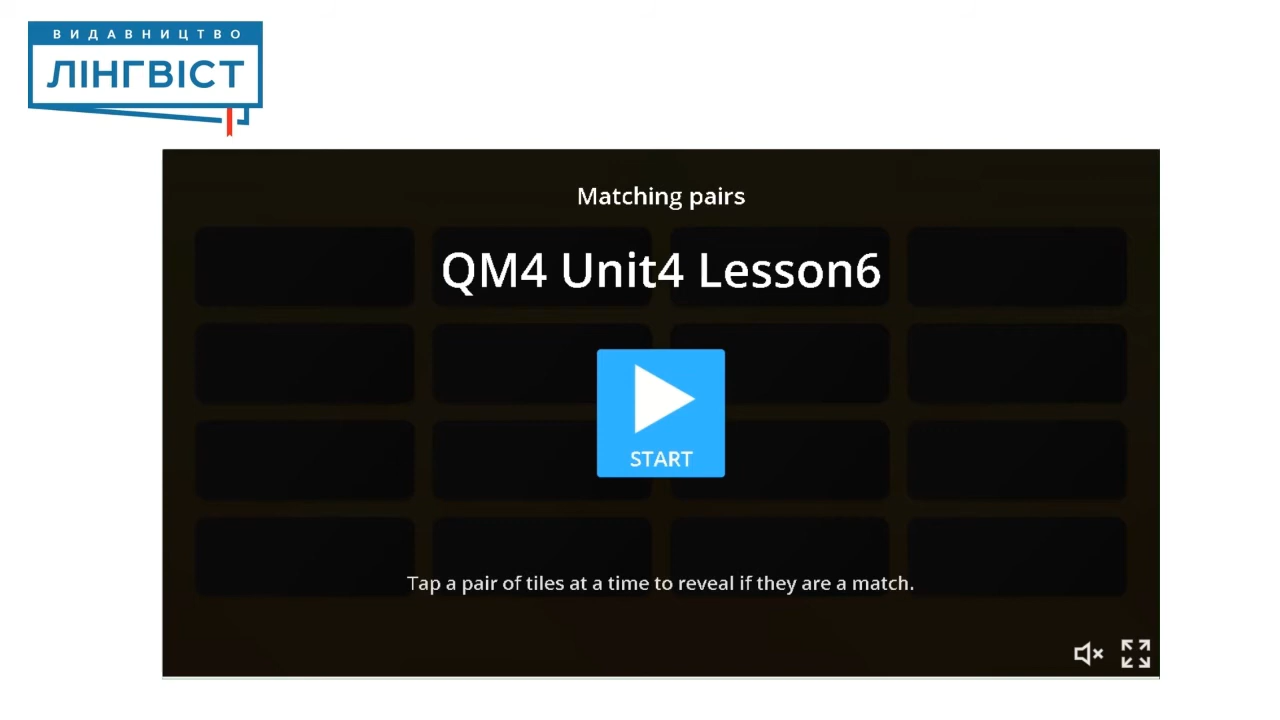 ВИДАВНИЦТВО
ЛІНГВІСТ
Matching pairs
QM4 Unit4 Lesson6
START
Tap a pair of tiles at a time to reveal if they are a match.